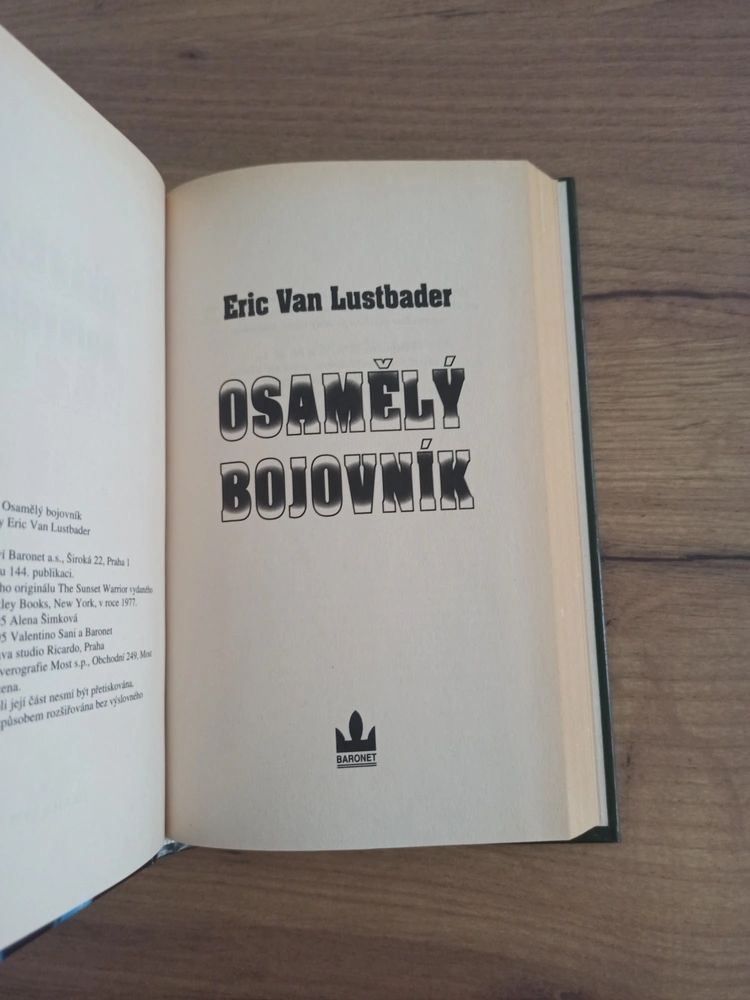 Osamělý bojovník
y Eric Van Lustbader
í Baronet a.s., Široká 22, Praha 1
u 144. publikaci.
ho originálu The Sunset Warrior vydaného
ley Books, New York, v roce 1977.
5 Alena Šimková
95 Valentino Sani a Baronet
va studio Ricardo, Praha
verografie Most s.p., Obchodní 249, Most
ena.
li její část nesmí být přetiskována,
působem rozšiřována bez výslovného
Eric Van Lustbader
OSAMĚLÝ
BOJOVNÍK
BARONET